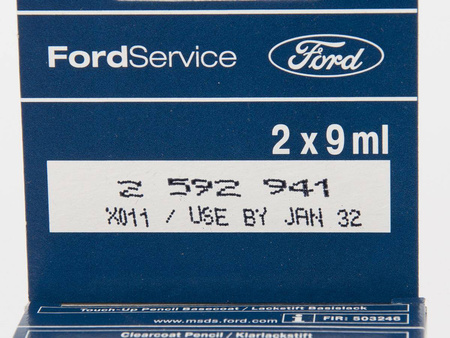 FordService Ford
2 x 9 ml
2 592 941
X011 / USE BY JAN 32
Touch-Up Pencil Basecoat / Lackstift Basislack
www.msds.ford.com i FIR: 503246
Clearcoat Pencil / Klarlackstift